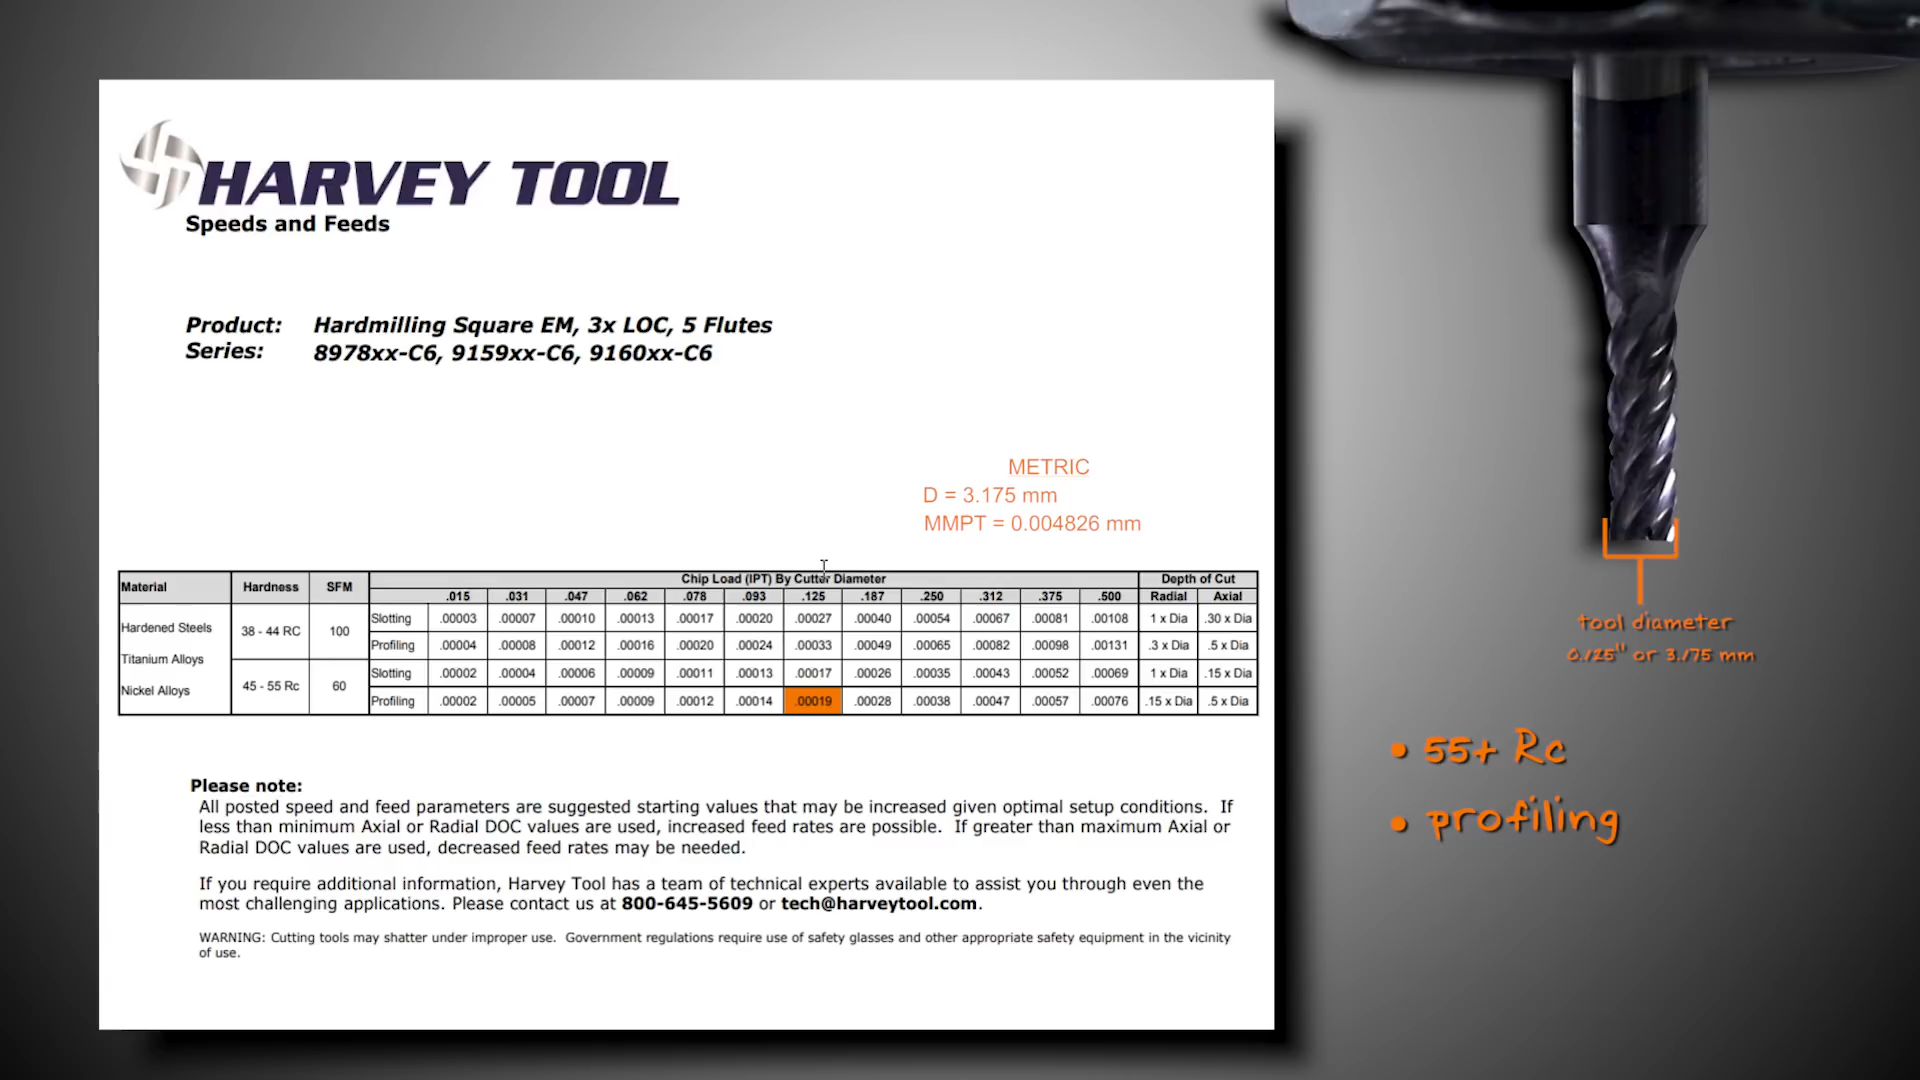 HARVEY TOOL
Speeds and Feeds
Product: Hardmilling Square EM, 3x LOC, 5 Flutes
Series: 8978xx-C6, 9159xx-C6, 9160xx-C6
METRIC
D = 3.175 mm
MMPT = 0.004826 mm
Material Hardness SFM Chip Load (IPT) By Cutter Diameter Depth of Cut
.015 .031 .047 .062 .078 .093 .125 .187 .250 .312 .375 .500 Radial Axial
Hardened Steels
Titanium Alloys
Nickel Alloys
38 - 44 RC 100 Slotting .00003 .00007 .00010 .00013 .00017 .00020 .00027 .00040 .00054 .00067 .00081 .00108 1 x Dia .30 x Dia
Profiling .00004 .00008 .00012 .00016 .00020 .00024 .00033 .00049 .00065 .00082 .00098 .00131 .3 x Dia .5 x Dia
45 - 55 Rc 60 Slotting .00002 .00004 .00006 .00009 .00011 .00013 .00017 .00026 .00035 .00043 .00052 .00069 1 x Dia .15 x Dia
Profiling .00002 .00005 .00007 .00009 .00012 .00014 .00019 .00028 .00038 .00047 .00057 .00076 .15 x Dia .5 x Dia
Please note:
All posted speed and feed parameters are suggested starting values that may be increased given optimal setup conditions. If
less than minimum Axial or Radial DOC values are used, increased feed rates are possible. If greater than maximum Axial or
Radial DOC values are used, decreased feed rates may be needed.
If you require additional information, Harvey Tool has a team of technical experts available to assist you through even the
most challenging applications. Please contact us at 800-645-5609 or tech@harveytool.com.
WARNING: Cutting tools may shatter under improper use. Government regulations require use of safety glasses and other appropriate safety equipment in the vicinity
of use.
tool diameter
0.125" or 3.175 mm
• 55+ Rc
• profiling